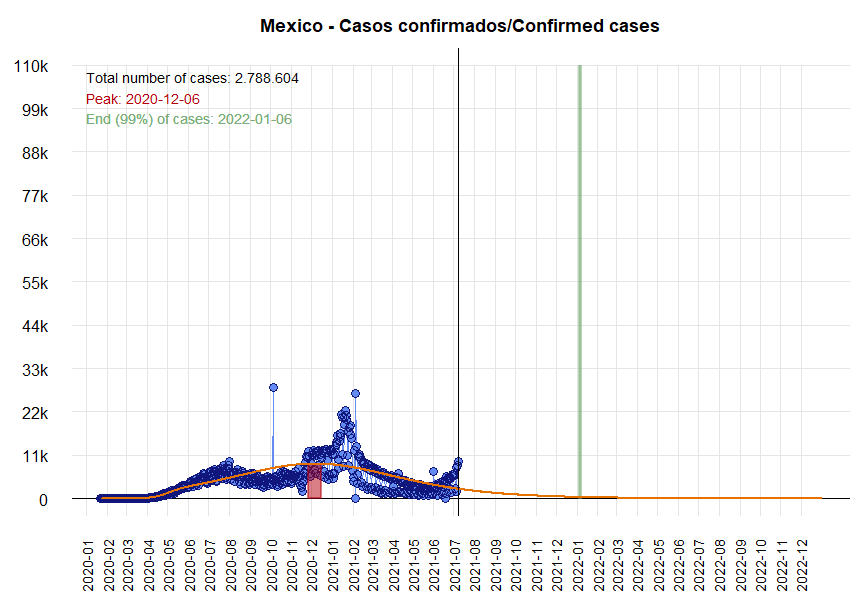 Mexico - Casos confirmados/Confirmed cases
110k
Total number of cases: 2.788.604
Peak: 2020-12-06
99k
End (99%) of cases: 2022-01-06
88k
77k
66k
55k
44k
33k
22k
11k
0
2020-01
2020-02
2020-03
2020-04
2020-05
2020-06
2020-07
2020-08
2020-09
2020-10
2020-11
2020-12
2021-01
2021-02
2021-03
2021-04
2021-05
2021-06
2021-07
2021-08
2021-09
2021-10
2021-11
2021-12
2022-01
2022-02
2022-03
2022-04
2022-05
2022-06
2022-07
2022-08
2022-09
2022-10
2022-11
2022-12